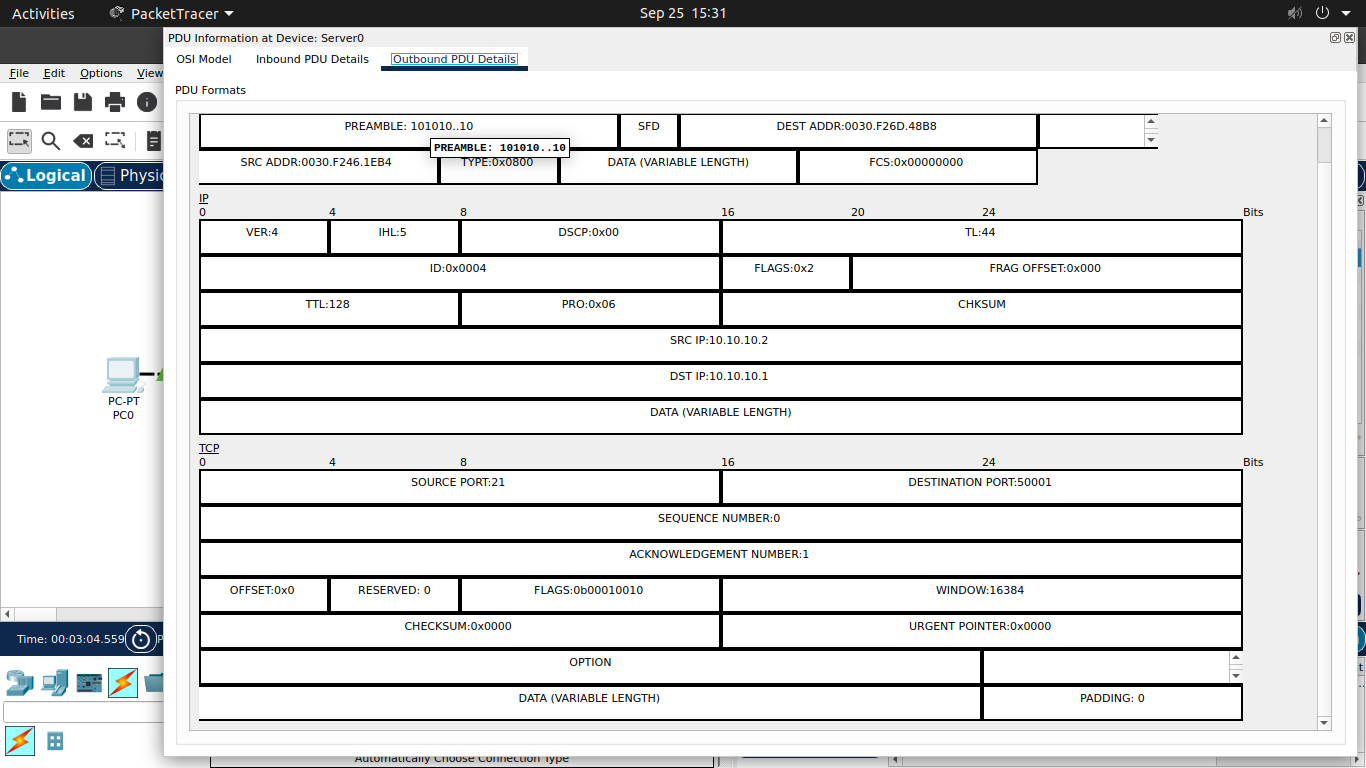 Activities PacketTracer Sep 25 15:31
PDU Information at Device: Server0
OSI Model Inbound PDU Details Outbound PDU Details
File Edit Options View
PDU Formats
PREAMBLE: 101010..10 SFD DEST ADDR:0030.F26D.48B8
PREAMBLE: 101010..10
SRC ADDR:0030.F246.1EB4 TYPE:0x0800 DATA (VARIABLE LENGTH) FCS:0x00000000
Logical Physic
IP
0 4 8 16 20 24 Bits
VER:4 IHL:5 DSCP:0x00 TL:44
ID:0x0004 FLAGS:0x2 FRAG OFFSET:0x000
TTL:128 PRO:0x06 CHKSUM
SRC IP:10.10.10.2
DST IP:10.10.10.1
PC-PT
PC0
DATA (VARIABLE LENGTH)
TCP
0 4 8 16 24 Bits
SOURCE PORT:21 DESTINATION PORT:50001
SEQUENCE NUMBER:0
ACKNOWLEDGEMENT NUMBER:1
OFFSET:0x0 RESERVED: 0 FLAGS:0b00010010 WINDOW:16384
CHECKSUM:0x0000 URGENT POINTER:0x0000
Time: 00:03:04.559 P
OPTION
DATA (VARIABLE LENGTH) PADDING: 0
Automatically Choose Connection Type